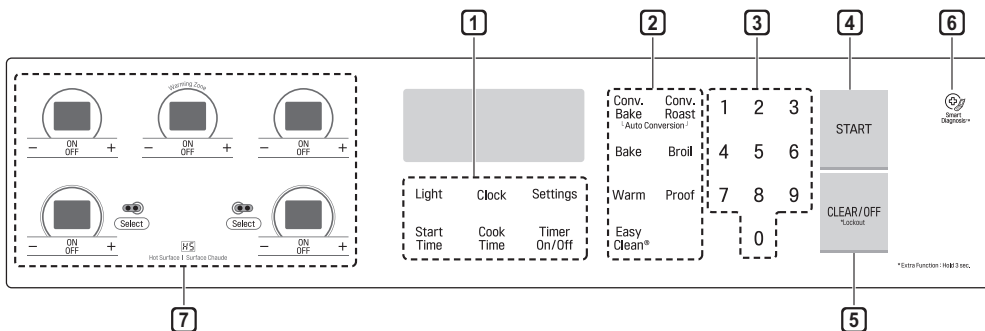 1
2
3
4
6
Warming Zone
- ON OFF +
- ON OFF +
- ON OFF +
Select
Select
- ON OFF +
- ON OFF +
HS
Hot Surface | Surface Chaude
Light Clock Settings
Start Time
Cook Time
Timer On/Off
Conv. Bake
Conv. Roast
Auto Conversion
Bake Broil
Warm Proof
Easy Clean®
1 2 3
4 5 6
7 8 9
0
START
CLEAR/OFF
*Lockout
Smart Diagnosis™
*Extra Function : Hold 3 sec.
7
5